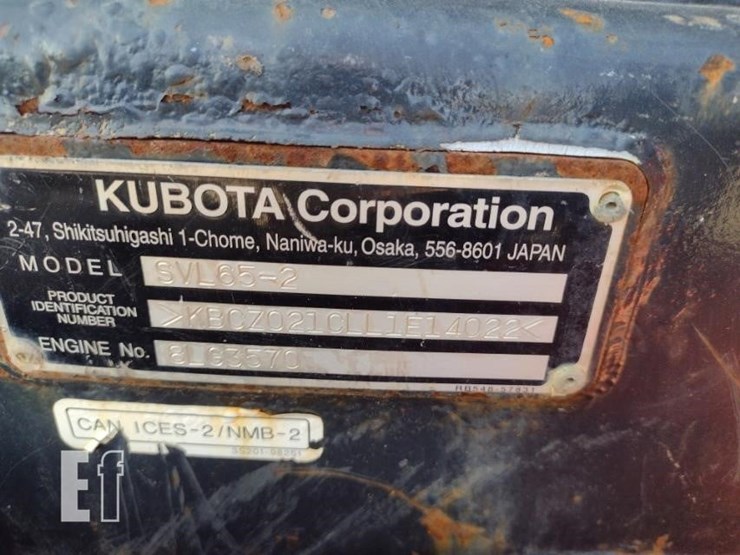 KUBOTA Corporation
2-47, Shikitsuhigashi 1-Chome, Naniwa-ku, Osaka, 556-8601 JAPAN
MODEL SVL65-2
PRODUCT IDENTIFICATION NUMBER >KBCZ021CLL1E14022<
ENGINE No. 8LG3570
CAN ICES-2/NMB-2
Ef